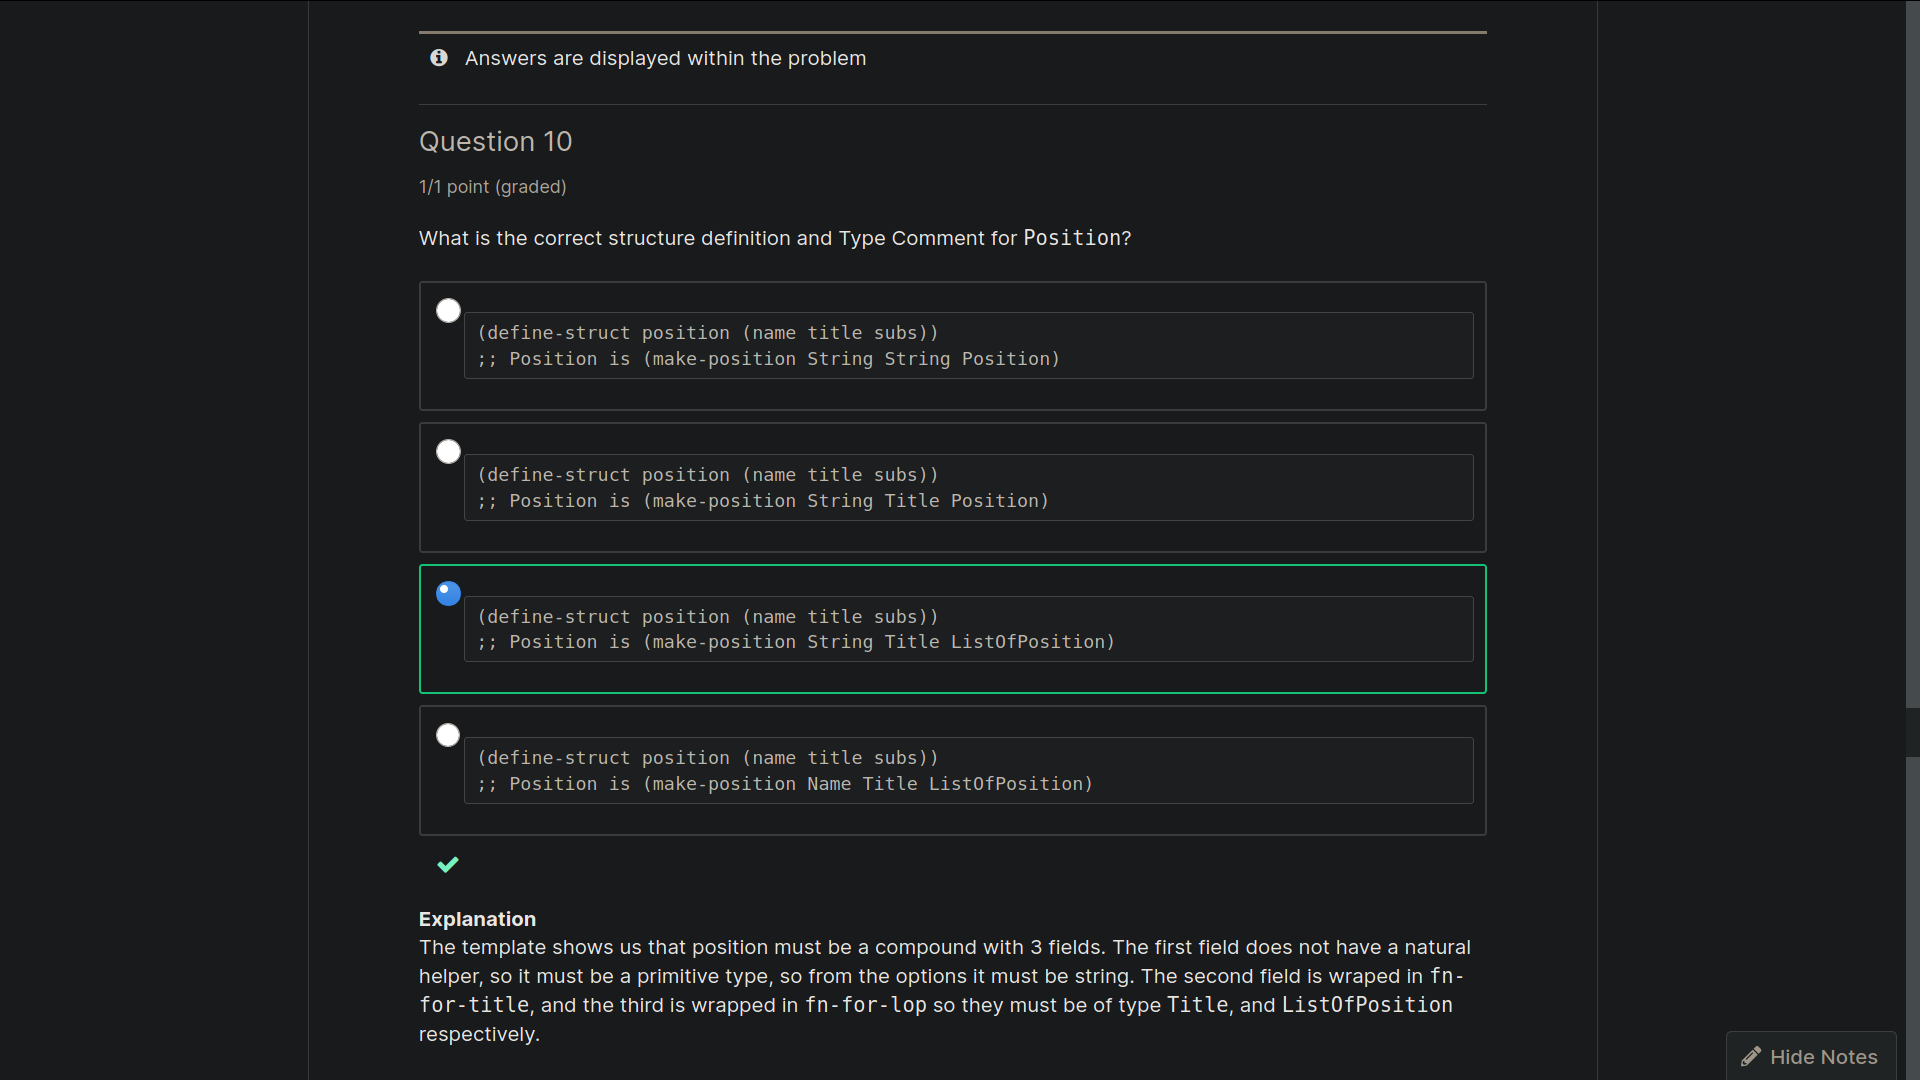 Answers are displayed within the problem
Question 10
1/1 point (graded)
What is the correct structure definition and Type Comment for Position?
(define-struct position (name title subs))
;; Position is (make-position String String Position)
(define-struct position (name title subs))
;; Position is (make-position String Title Position)
(define-struct position (name title subs))
;; Position is (make-position String Title ListOfPosition)
(define-struct position (name title subs))
;; Position is (make-position Name Title ListOfPosition)
Explanation
The template shows us that position must be a compound with 3 fields. The first field does not have a natural
helper, so it must be a primitive type, so from the options it must be string. The second field is wraped in fn-
for-title, and the third is wrapped in fn-for-lop so they must be of type Title, and ListOfPosition
respectively.
Hide Notes